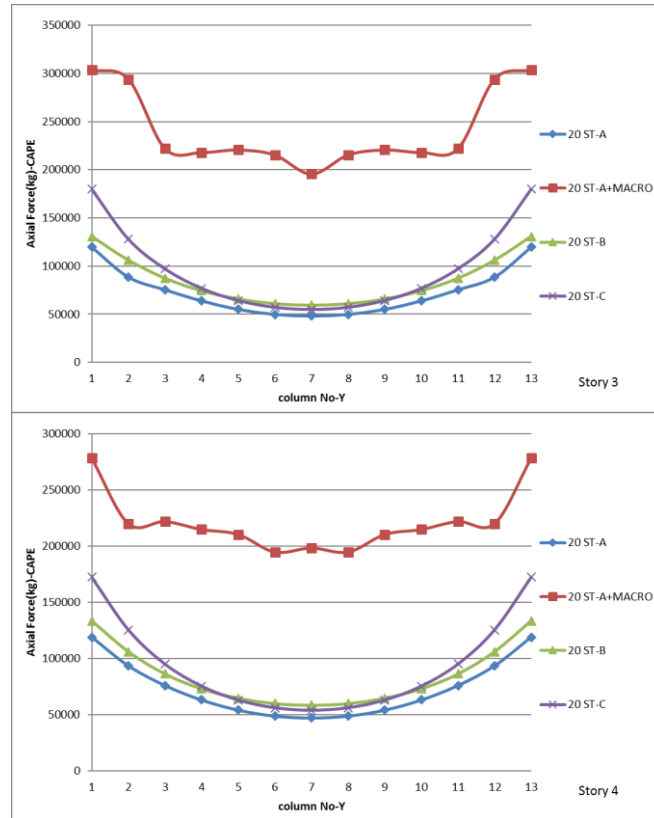 350000
300000
250000
200000
150000
100000
50000
0
Axial Force(kg)-CAPE
1 2 3 4 5 6 7 8 9 10 11 12 13
column No-Y
20 ST-A
20 ST-A+MACRO
20 ST-B
20 ST-C
Story 3
300000
250000
200000
150000
100000
50000
0
Axial Force(kg)-CAPE
1 2 3 4 5 6 7 8 9 10 11 12 13
column No-Y
20 ST-A
20 ST-A+MACRO
20 ST-B
20 ST-C
Story 4